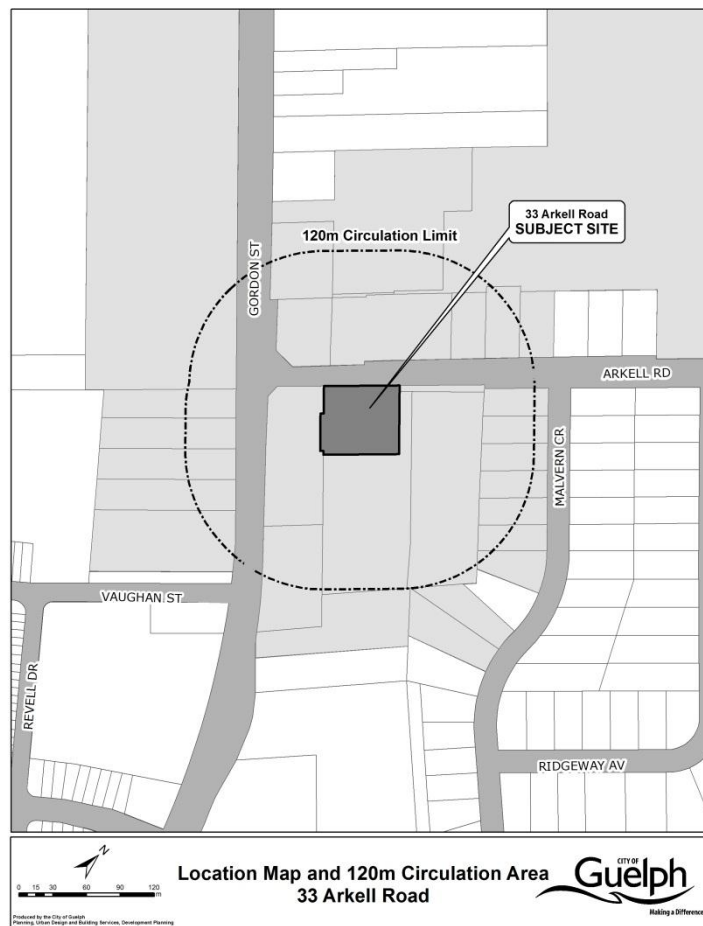 33 Arkell Road
SUBJECT SITE
120m Circulation Limit
GORDON ST
ARKELL RD
MALVERN CR
VAUGHAN ST
REVELL DR
RIDGEWAY AV
N
0 15 30 60 90 120
m
Produced by the City of Guelph
Planning, Urban Design and Building Services, Development Planning
Location Map and 120m Circulation Area
33 Arkell Road
CITY OF
Guelph
Making a Difference